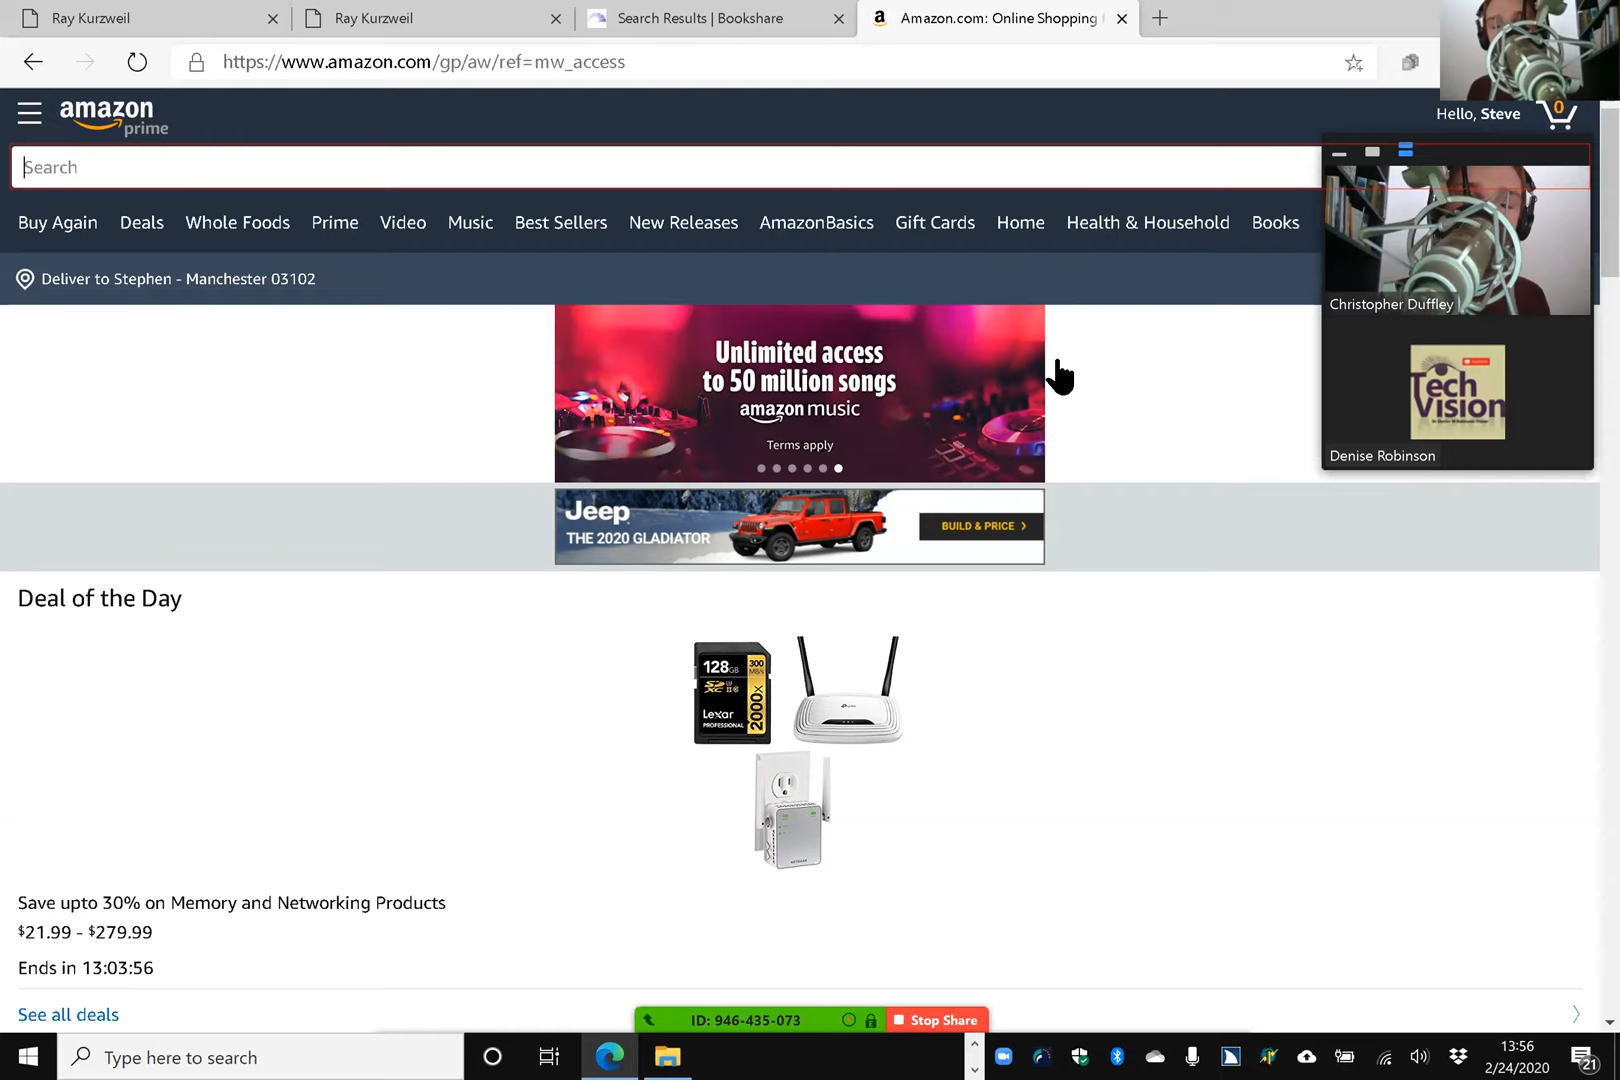 Ray Kurzweil
Ray Kurzweil
Search Results | Bookshare
a Amazon.com: Online Shopping
https://www.amazon.com/gp/aw/ref=mw_access
amazon
prime
Hello, Steve
0
Search
Buy Again Deals Whole Foods Prime Video Music Best Sellers New Releases AmazonBasics Gift Cards Home Health & Household Books
Deliver to Stephen - Manchester 03102
Christopher Duffley
Tech
Vision
Denise Robinson
Unlimited access
to 50 million songs
amazon music
Terms apply
Jeep
THE 2020 GLADIATOR
BUILD & PRICE
Deal of the Day
128GB
300
MB/s
Lexar
PROFESSIONAL
2000x
NETGEAR
Save upto 30% on Memory and Networking Products
$21.99 - $279.99
Ends in 13:03:56
See all deals
ID: 946-435-073
Stop Share
Type here to search
13:56
2/24/2020
21